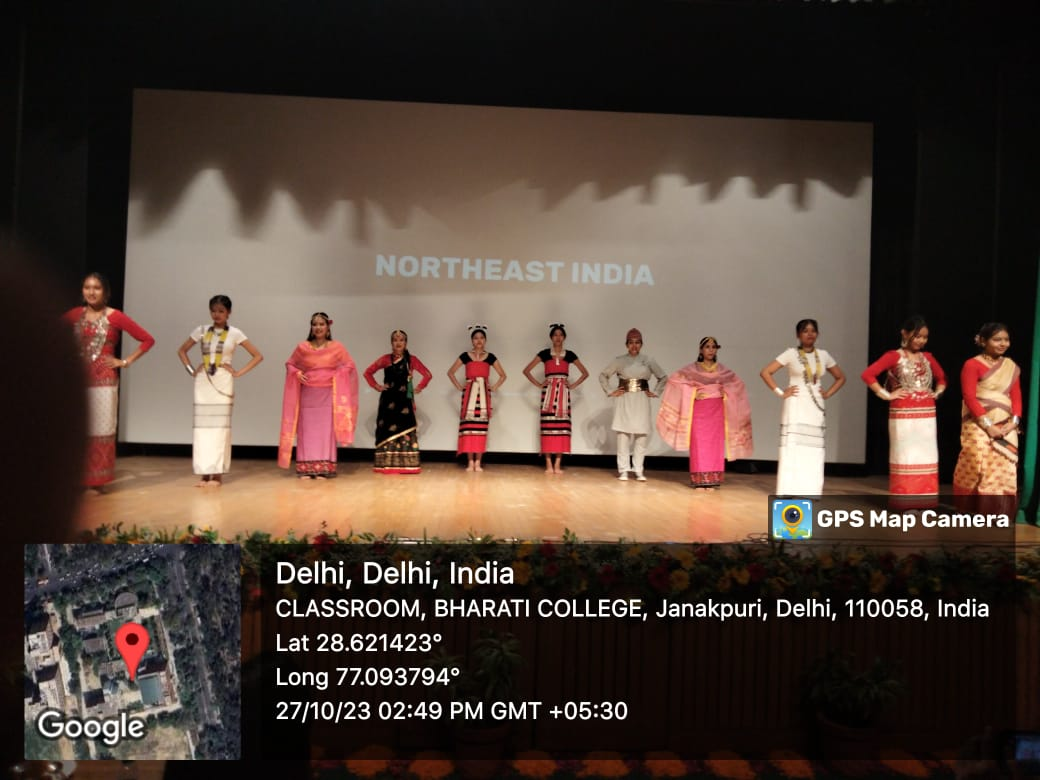 NORTHEAST INDIA
GPS Map Camera
Delhi, Delhi, India
CLASSROOM, BHARATI COLLEGE, Janakpuri, Delhi, 110058, India
Lat 28.621423°
Long 77.093794°
27/10/23 02:49 PM GMT +05:30
Google